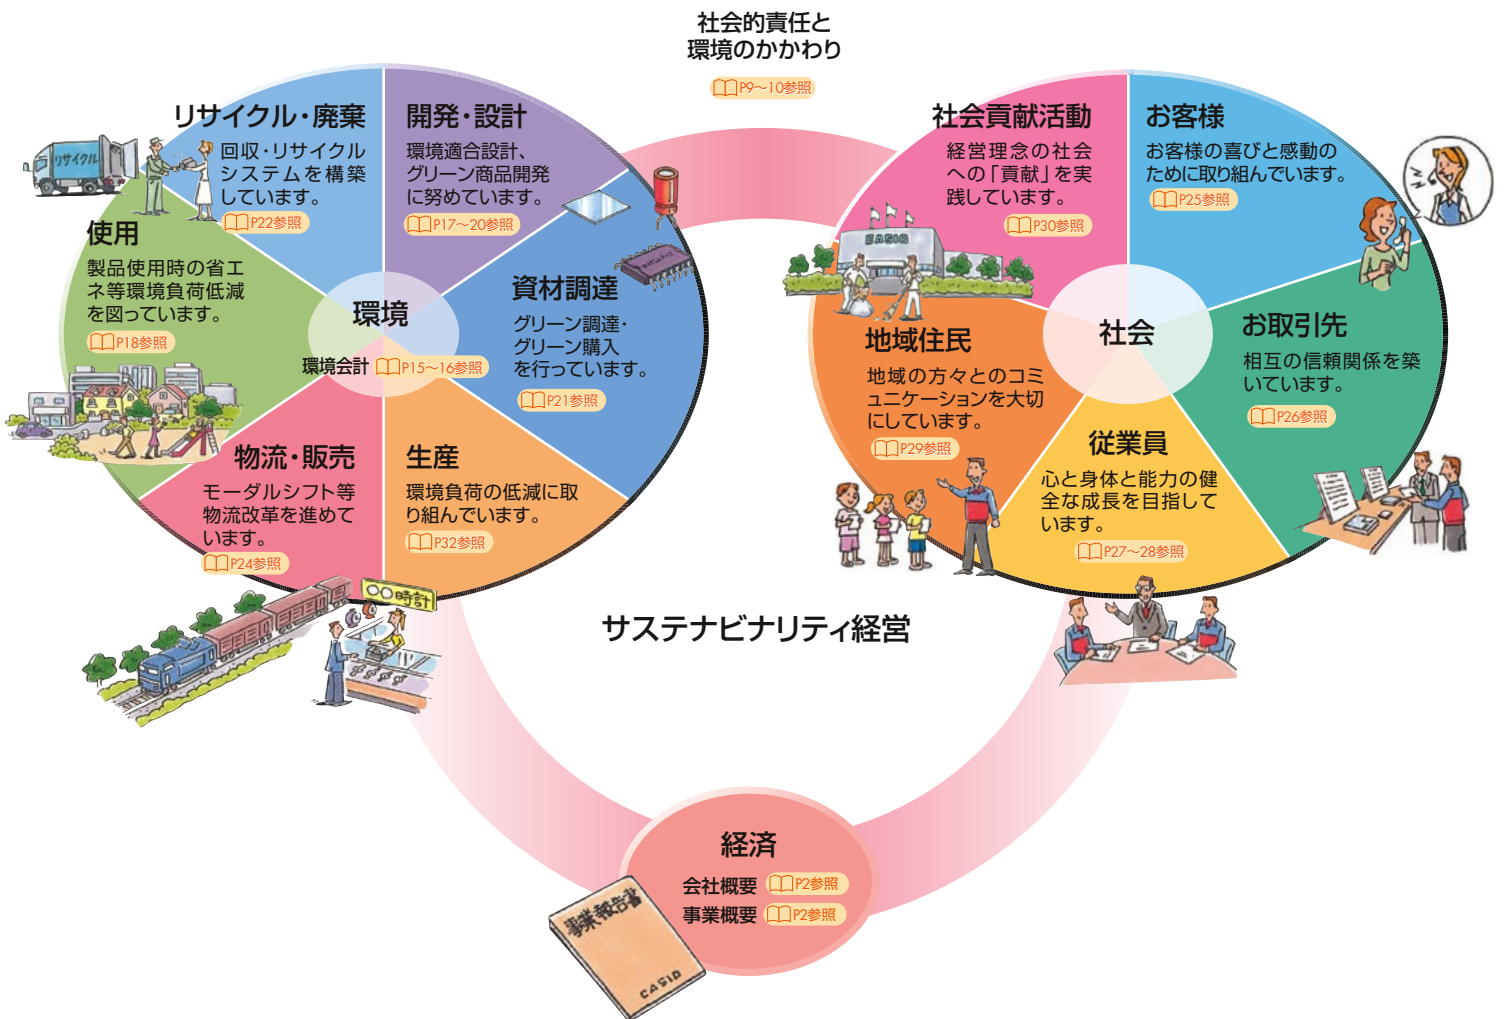 社会的責任と
環境のかかわり
P9〜10参照
リサイクル・廃棄
回収・リサイクル
システムを構築
しています。
P22参照
リサイクル
開発・設計
環境適合設計、
グリーン商品開発
に努めています。
P17〜20参照
使用
製品使用時の省エ
ネ等環境負荷低減
を図っています。
P18参照
環境
環境会計
P15〜16参照
資材調達
グリーン調達・
グリーン購入
を行っています。
P21参照
物流・販売
モーダルシフト等
物流改革を進めて
います。
P24参照
生産
環境負荷の低減に取
り組んでいます。
P32参照
〇〇時計
社会貢献活動
経営理念の社会
への「貢献」を実
践しています。
P30参照
お客様
お客様の喜びと感動の
ために取り組んでいます。
P25参照
社会
地域住民
地域の方々とのコミ
ュニケーションを大切
にしています。
P29参照
お取引先
相互の信頼関係を築
いています。
P26参照
従業員
心と身体と能力の健
全な成長を目指して
います。
P27〜28参照
サステナビナリティ経営
経済
会社概要 P2参照
事業概要 P2参照
事業報告書
CASIO